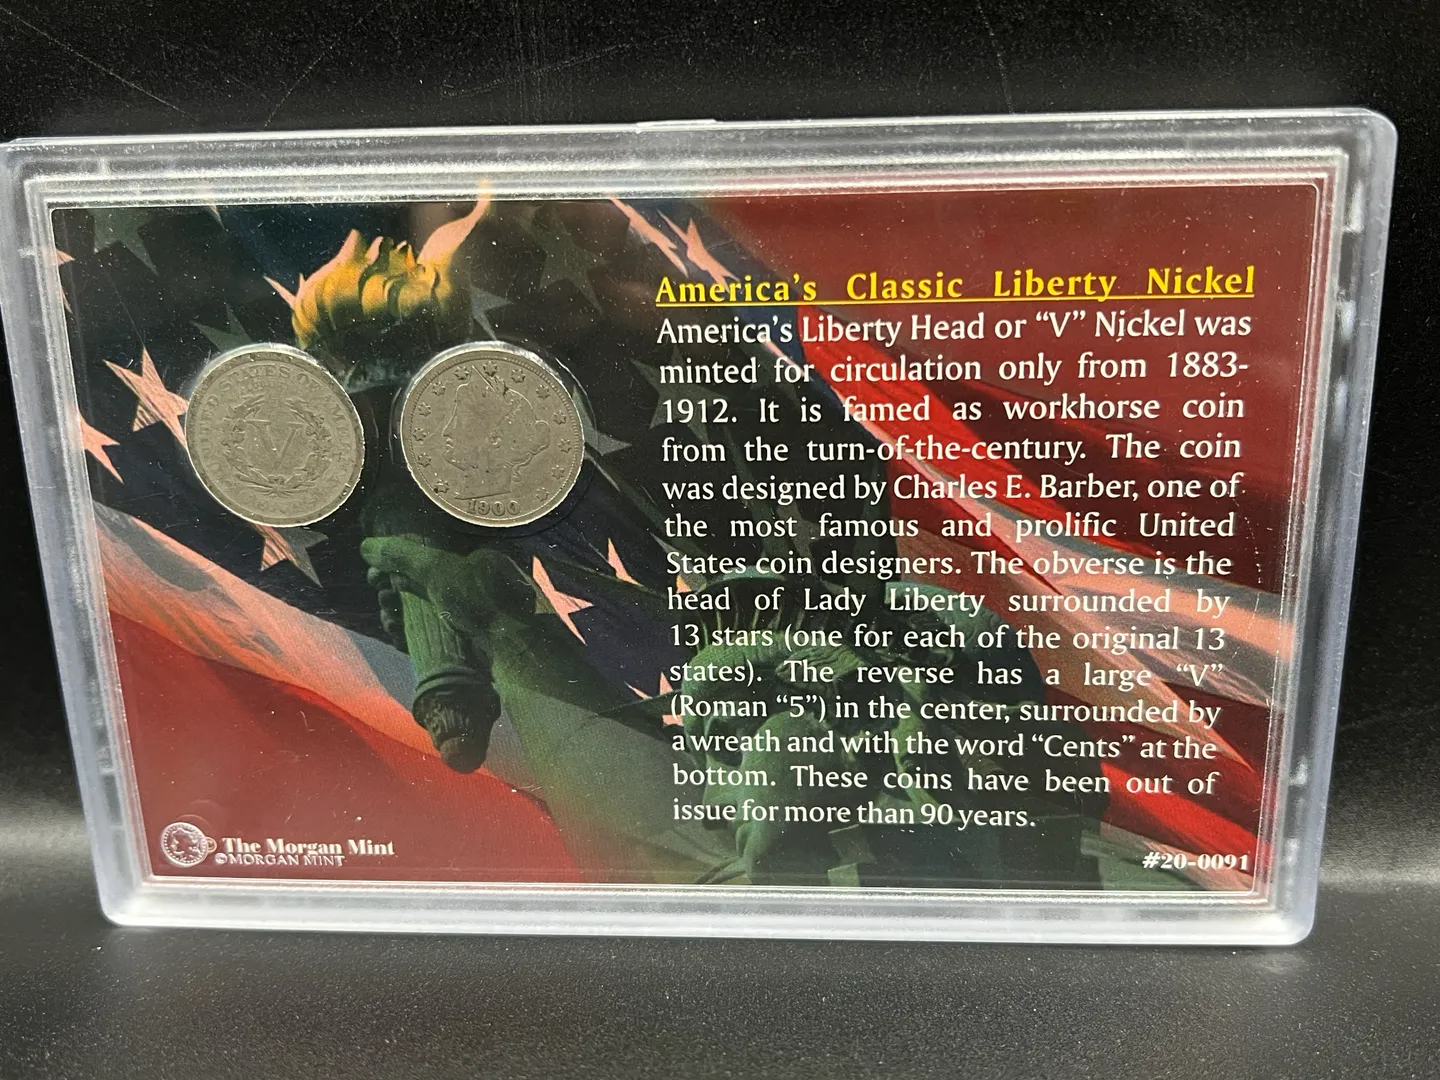 America's Classic Liberty Nickel
America's Liberty Head or “V” Nickel was
minted for circulation only from 1883-
1912. It is famed as workhorse coin
from the turn-of-the-century. The coin
was designed by Charles E. Barber, one of
the most famous and prolific United
States coin designers. The obverse is the
head of Lady Liberty surrounded by
13 stars (one for each of the original 13
states). The reverse has a large “V”
(Roman “5”) in the center, surrounded by
a wreath and with the word “Cents” at the
bottom. These coins have been out of
issue for more than 90 years.
#20-0091
The Morgan Mint
©MORGAN MINT
UNITED STATES OF
V
1900